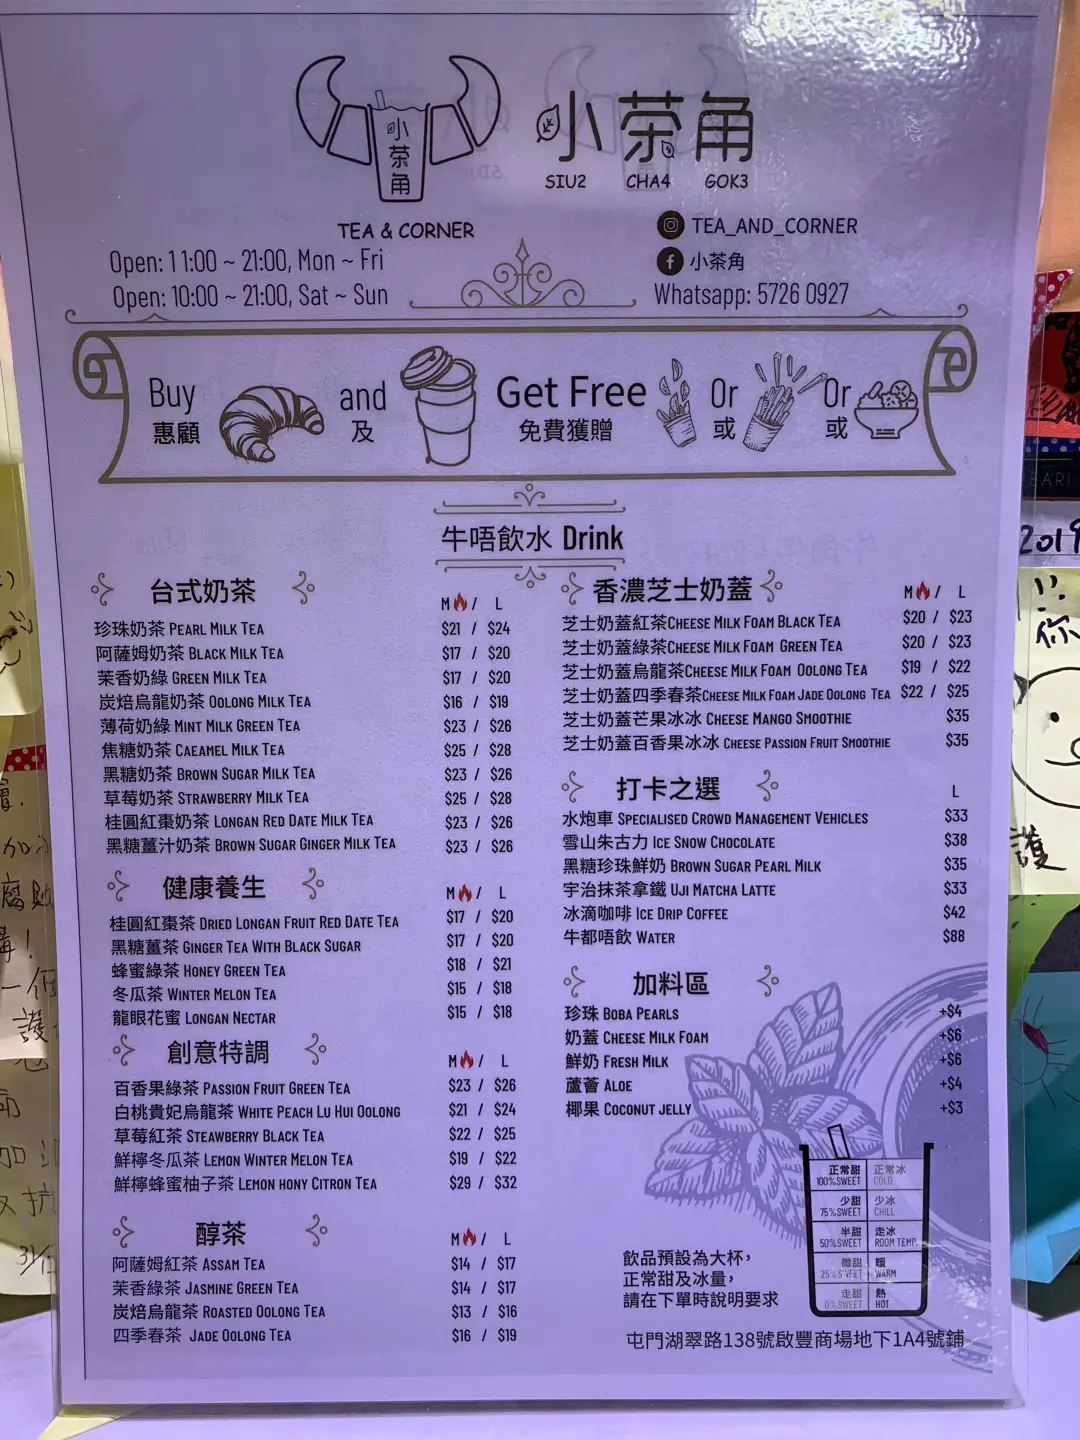 小茶角
小茶角
SIU2 CHA4 GOK3
TEA & CORNER
TEA_AND_CORNER
小茶角
Open: 11:00 ~ 21:00, Mon ~ Fri
Open: 10:00 ~ 21:00, Sat ~ Sun
Whatsapp: 5726 0927
Buy and Get Free Or Or
惠顧 及 免費獲贈 或 或
牛唔飲水 Drink
台式奶茶 M / L
珍珠奶茶 PEARL MILK TEA $21 / $24
阿薩姆奶茶 BLACK MILK TEA $17 / $20
茉香奶綠 GREEN MILK TEA $17 / $20
炭焙烏龍奶茶 OOLONG MILK TEA $16 / $19
薄荷奶綠 MINT MILK GREEN TEA $23 / $26
焦糖奶茶 CAEAMEL MILK TEA $25 / $28
黑糖奶茶 BROWN SUGAR MILK TEA $23 / $26
草莓奶茶 STRAWBERRY MILK TEA $25 / $28
桂圓紅棗奶茶 LONGAN RED DATE MILK TEA $23 / $26
黑糖薑汁奶茶 BROWN SUGAR GINGER MILK TEA $23 / $26
健康養生 M / L
桂圓紅棗茶 DRIED LONGAN FRUIT RED DATE TEA $17 / $20
黑糖薑茶 GINGER TEA WITH BLACK SUGAR $17 / $20
蜂蜜綠茶 HONEY GREEN TEA $18 / $21
冬瓜茶 WINTER MELON TEA $15 / $18
龍眼花蜜 LONGAN NECTAR $15 / $18
創意特調 M / L
百香果綠茶 PASSION FRUIT GREEN TEA $23 / $26
白桃貴妃烏龍茶 WHITE PEACH LU HUI OOLONG $21 / $24
草莓紅茶 STEAWBERRY BLACK TEA $22 / $25
鮮檸冬瓜茶 LEMON WINTER MELON TEA $19 / $22
鮮檸蜂蜜柚子茶 LEMON HONY CITRON TEA $29 / $32
醇茶 M / L
阿薩姆紅茶 ASSAM TEA $14 / $17
茉香綠茶 JASMINE GREEN TEA $14 / $17
炭焙烏龍茶 ROASTED OOLONG TEA $13 / $16
四季春茶 JADE OOLONG TEA $16 / $19
香濃芝士奶蓋 M / L
芝士奶蓋紅茶CHEESE MILK FOAM BLACK TEA $20 / $23
芝士奶蓋綠茶CHEESE MILK FOAM GREEN TEA $20 / $23
芝士奶蓋烏龍茶CHEESE MILK FOAM OOLONG TEA $19 / $22
芝士奶蓋四季春茶CHEESE MILK FOAM JADE OOLONG TEA $22 / $25
芝士奶蓋芒果冰冰 CHEESE MANGO SMOOTHIE $35
芝士奶蓋百香果冰冰 CHEESE PASSION FRUIT SMOOTHIE $35
打卡之選 L
水炮車 SPECIALISED CROWD MANAGEMENT VEHICLES $33
雪山朱古力 ICE SNOW CHOCOLATE $38
黑糖珍珠鮮奶 BROWN SUGAR PEARL MILK $35
宇治抹茶拿鐵 UJI MATCHA LATTE $33
冰滴咖啡 ICE DRIP COFFEE $42
牛都唔飲 WATER $88
加料區
珍珠 BOBA PEARLS +$4
奶蓋 CHEESE MILK FOAM +$6
鮮奶 FRESH MILK +$6
蘆薈 ALOE +$4
椰果 COCONUT JELLY +$3
正常甜 正常冰
100%SWEET COLD
少甜 少冰
75%SWEET CHILL
半甜 走冰
50%SWEET ROOM TEMP.
微甜 暖
25%SWEET WARM
走甜 熱
0%SWEET HOT
飲品預設為大杯，
正常甜及冰量，
請在下單時說明要求
屯門湖翠路138號啟豐商場地下1A4號鋪
2019
你
護